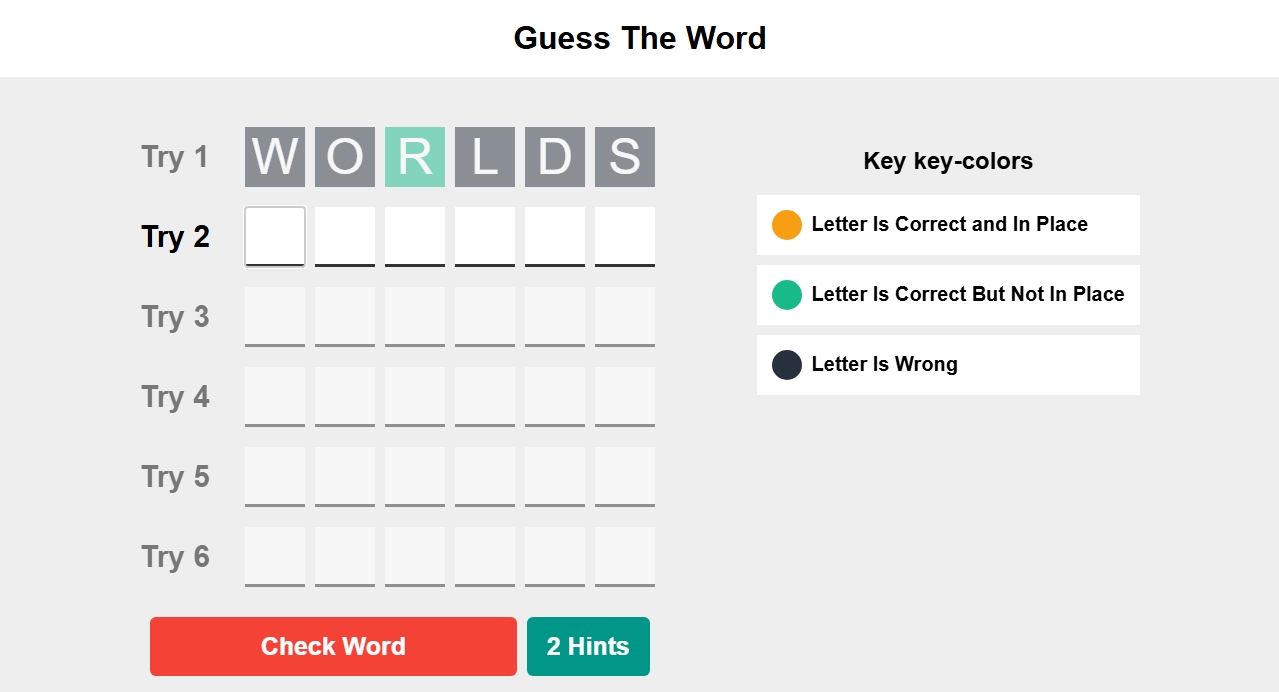 Guess The Word
Try 1 W O R L D S
Try 2
Try 3
Try 4
Try 5
Try 6
Check Word 2 Hints
Key key-colors
Letter Is Correct and In Place
Letter Is Correct But Not In Place
Letter Is Wrong